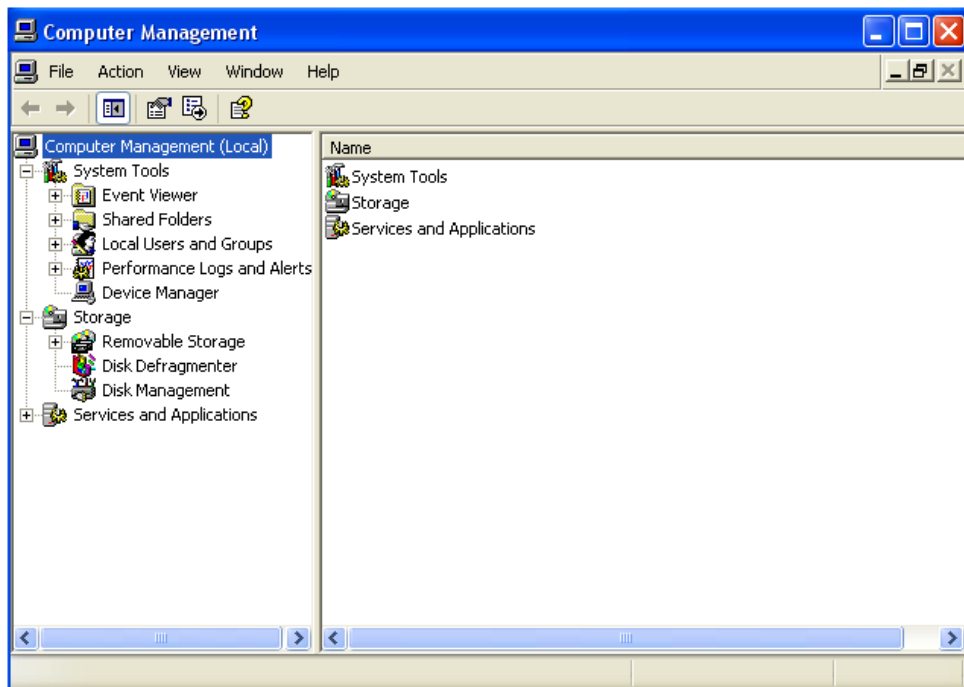 Computer Management
File Action View Window Help
Computer Management (Local)
System Tools
Event Viewer
Shared Folders
Local Users and Groups
Performance Logs and Alerts
Device Manager
Storage
Removable Storage
Disk Defragmenter
Disk Management
Services and Applications
Name
System Tools
Storage
Services and Applications